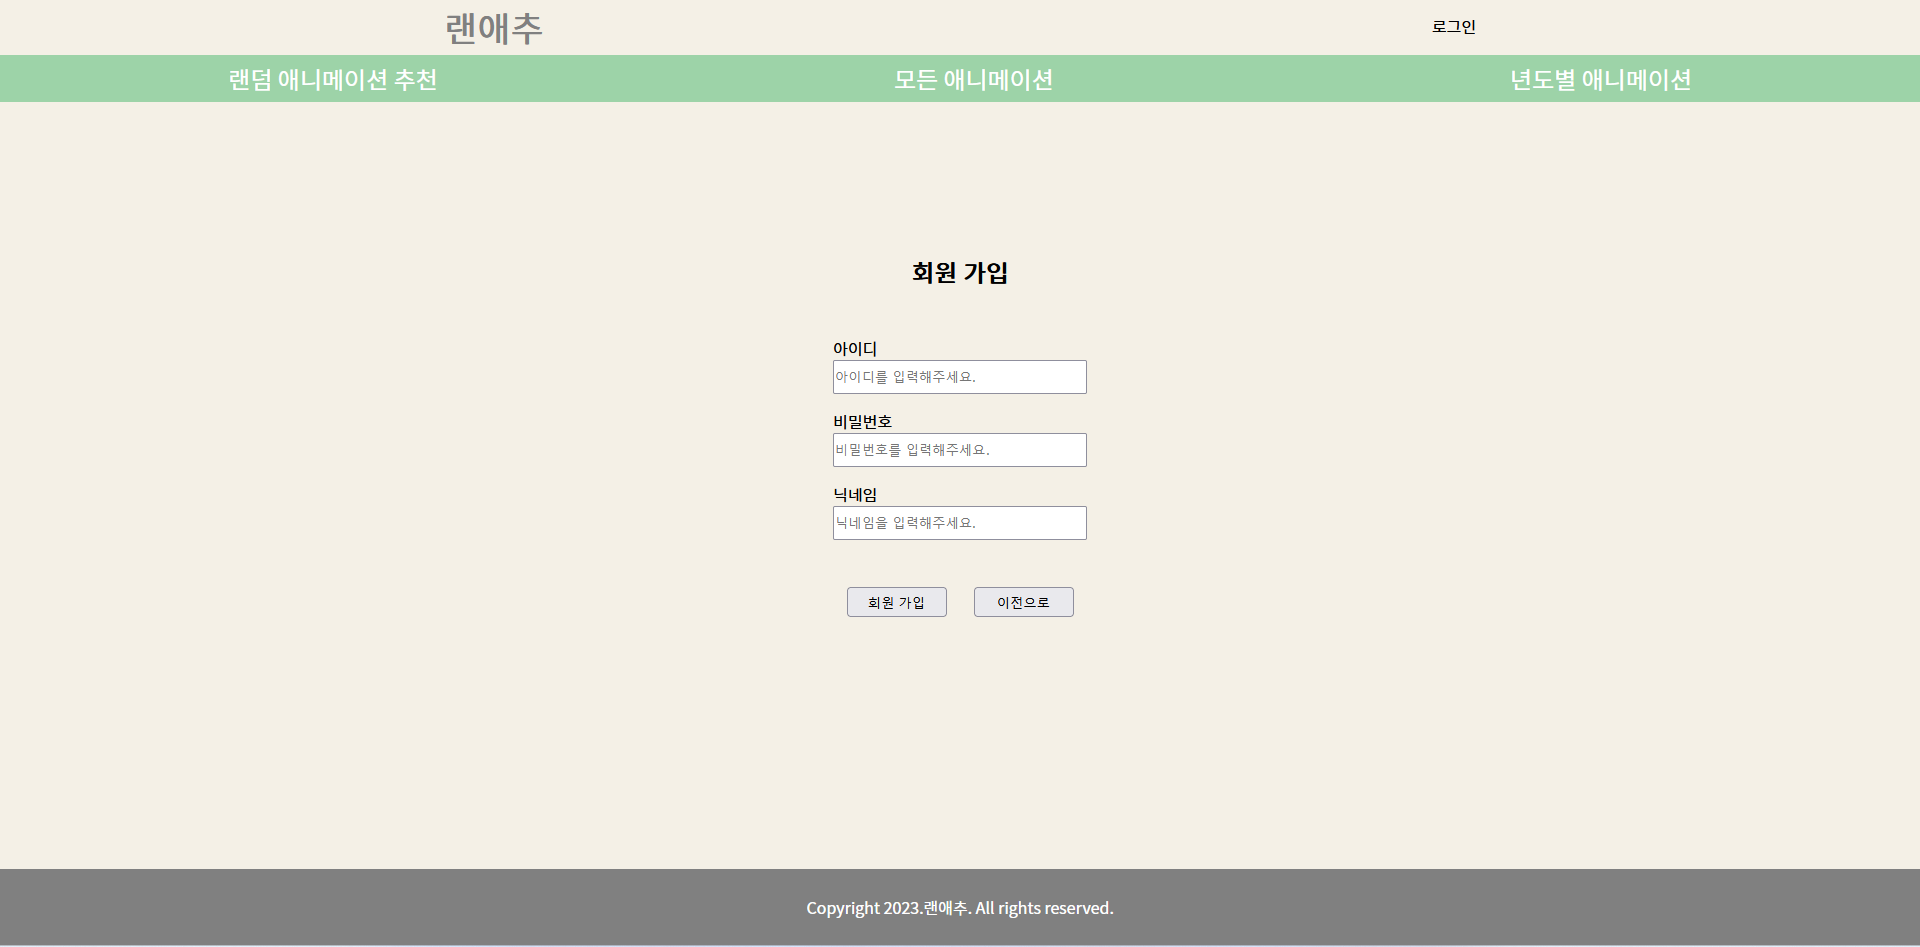 랜애추
로그인
랜덤 애니메이션 추천
모든 애니메이션
년도별 애니메이션
회원 가입
아이디
아이디를 입력해주세요.
비밀번호
비밀번호를 입력해주세요.
닉네임
닉네임을 입력해주세요.
회원 가입
이전으로
Copyright 2023.랜애추. All rights reserved.